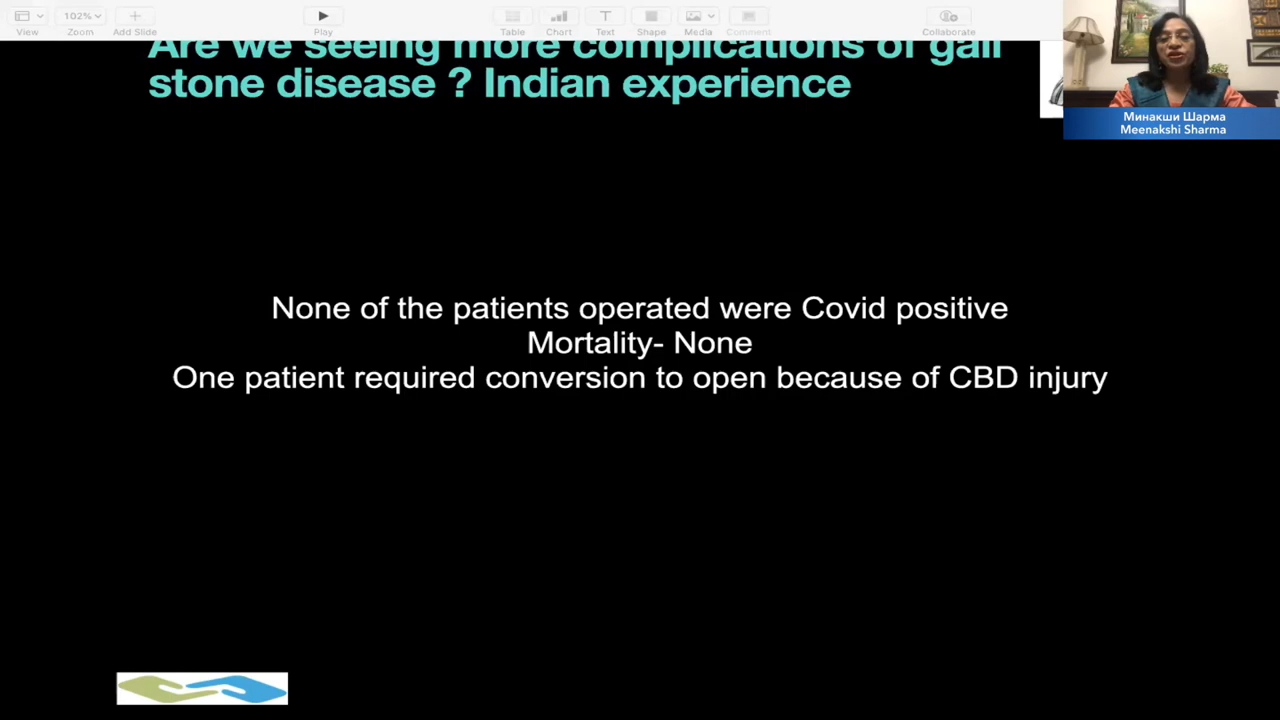 102%
View
Zoom
Add Slide
Play
Table
Chart
Text
Shape
Media
Comment
Collaborate
Are we seeing more complications of gall
stone disease ? Indian experience
Минакши Шарма
Meenakshi Sharma
None of the patients operated were Covid positive
Mortality- None
One patient required conversion to open because of CBD injury